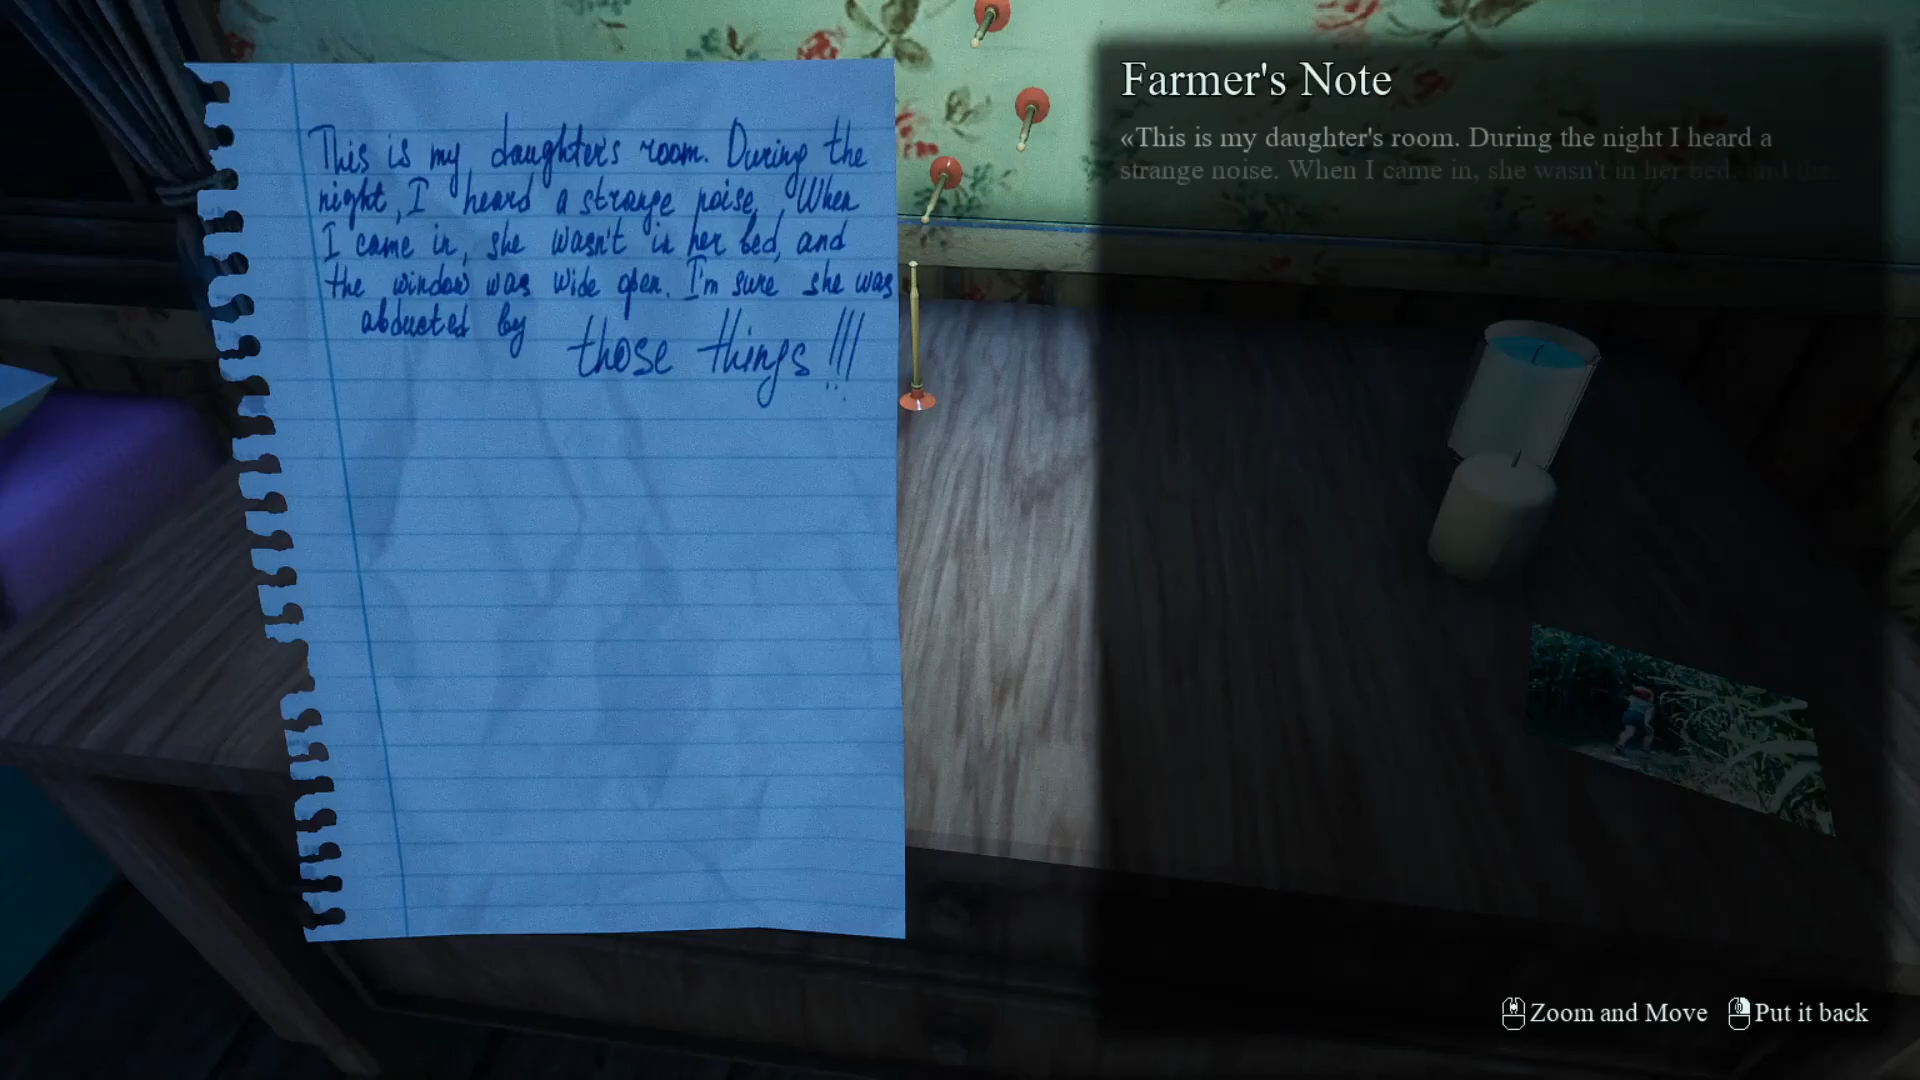 This is my daughter's room. During the
night, I heard a strange noise. When
I came in, she wasn't in her bed, and
the window was wide open. I'm sure she was
abducted by
those things!!!
Farmer's Note
«This is my daughter's room. During the night I heard a
strange noise. When I came in, she wasn't in her bed, and the
Zoom and Move
Put it back